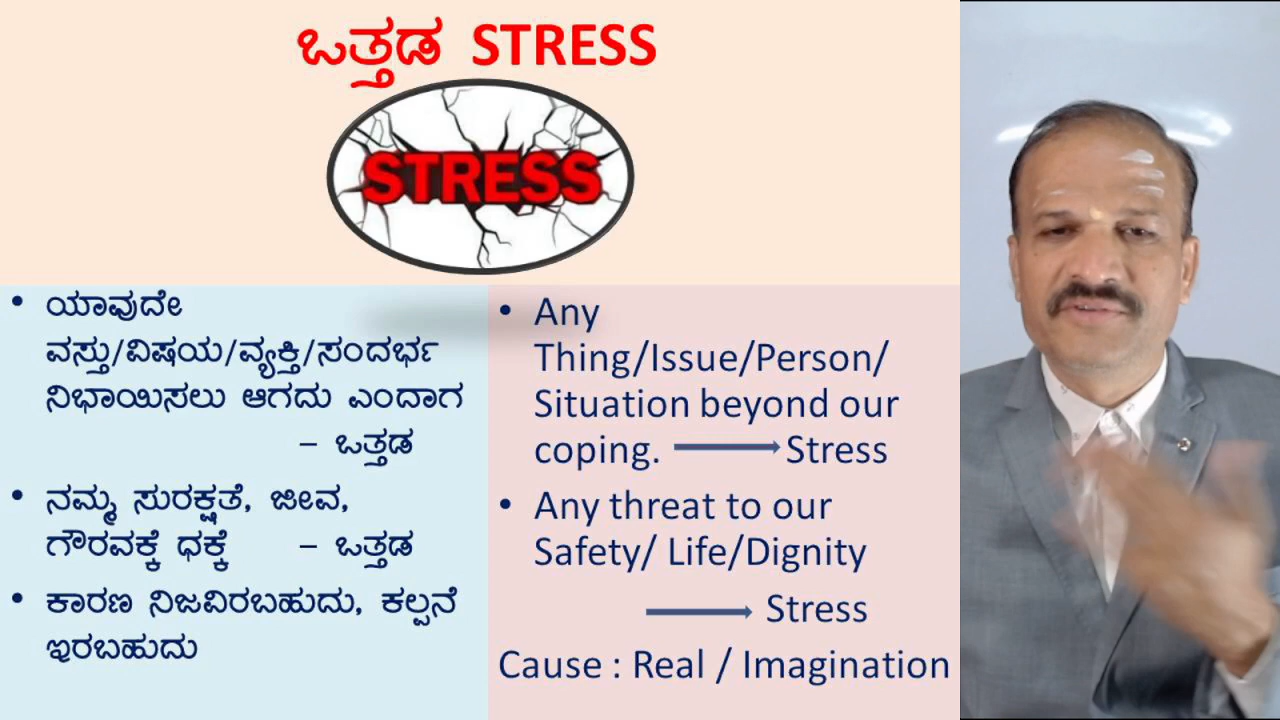 ಒತ್ತಡ STRESS
STRESS
• ಯಾವುದೇ
ವಸ್ತು/ವಿಷಯ/ವ್ಯಕ್ತಿ/ಸಂದರ್ಭ
ನಿಭಾಯಿಸಲು ಆಗದು ಎಂದಾಗ
– ಒತ್ತಡ
• ನಮ್ಮ ಸುರಕ್ಷತೆ, ಜೀವ,
ಗೌರವಕ್ಕೆ ಧಕ್ಕೆ – ಒತ್ತಡ
• ಕಾರಣ ನಿಜವಿರಬಹುದು, ಕಲ್ಪನೆ
ಇರಬಹುದು
• Any
Thing/Issue/Person/
Situation beyond our
coping. → Stress
• Any threat to our
Safety/ Life/Dignity
→ Stress
Cause : Real / Imagination